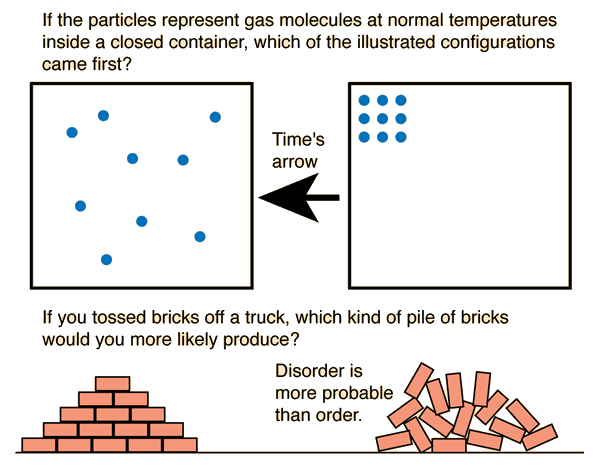 If the particles represent gas molecules at normal temperatures
inside a closed container, which of the illustrated configurations
came first?
Time's
arrow
If you tossed bricks off a truck, which kind of pile of bricks
would you more likely produce?
Disorder is
more probable
than order.